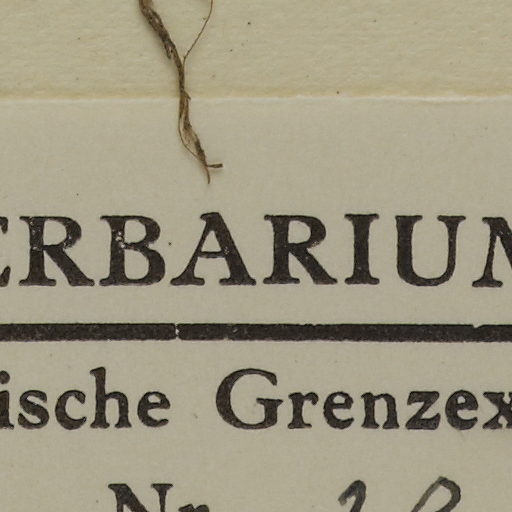 ERBARIUM
ische Grenzex
Nr.